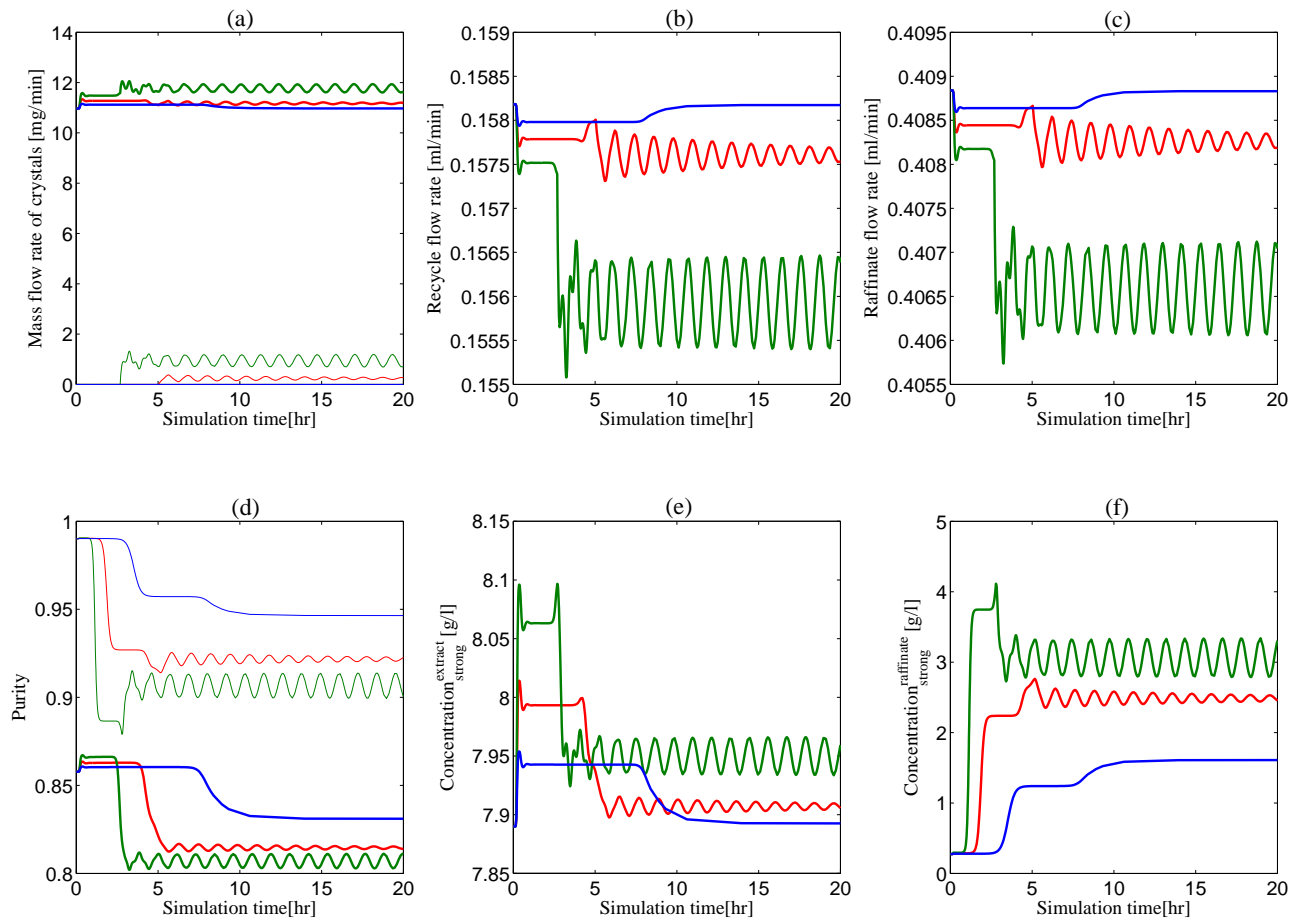 (a)
14
12
10
8
6
4
2
0
Mass flow rate of crystals [mg/min]
0 5 10 15 20
Simulation time[hr]
(b)
0.159
0.1585
0.158
0.1575
0.157
0.1565
0.156
0.1555
0.155
Recycle flow rate [ml/min]
0 5 10 15 20
Simulation time[hr]
(c)
0.4095
0.409
0.4085
0.408
0.4075
0.407
0.4065
0.406
0.4055
Raffinate flow rate [ml/min]
0 5 10 15 20
Simulation time[hr]
(d)
1
0.95
0.9
0.85
0.8
Purity
0 5 10 15 20
Simulation time[hr]
(e)
8.15
8.1
8.05
8
7.95
7.9
7.85
Concentration extract strong [g/l]
0 5 10 15 20
Simulation time[hr]
(f)
5
4
3
2
1
0
Concentration raffinate strong [g/l]
0 5 10 15 20
Simulation time[hr]